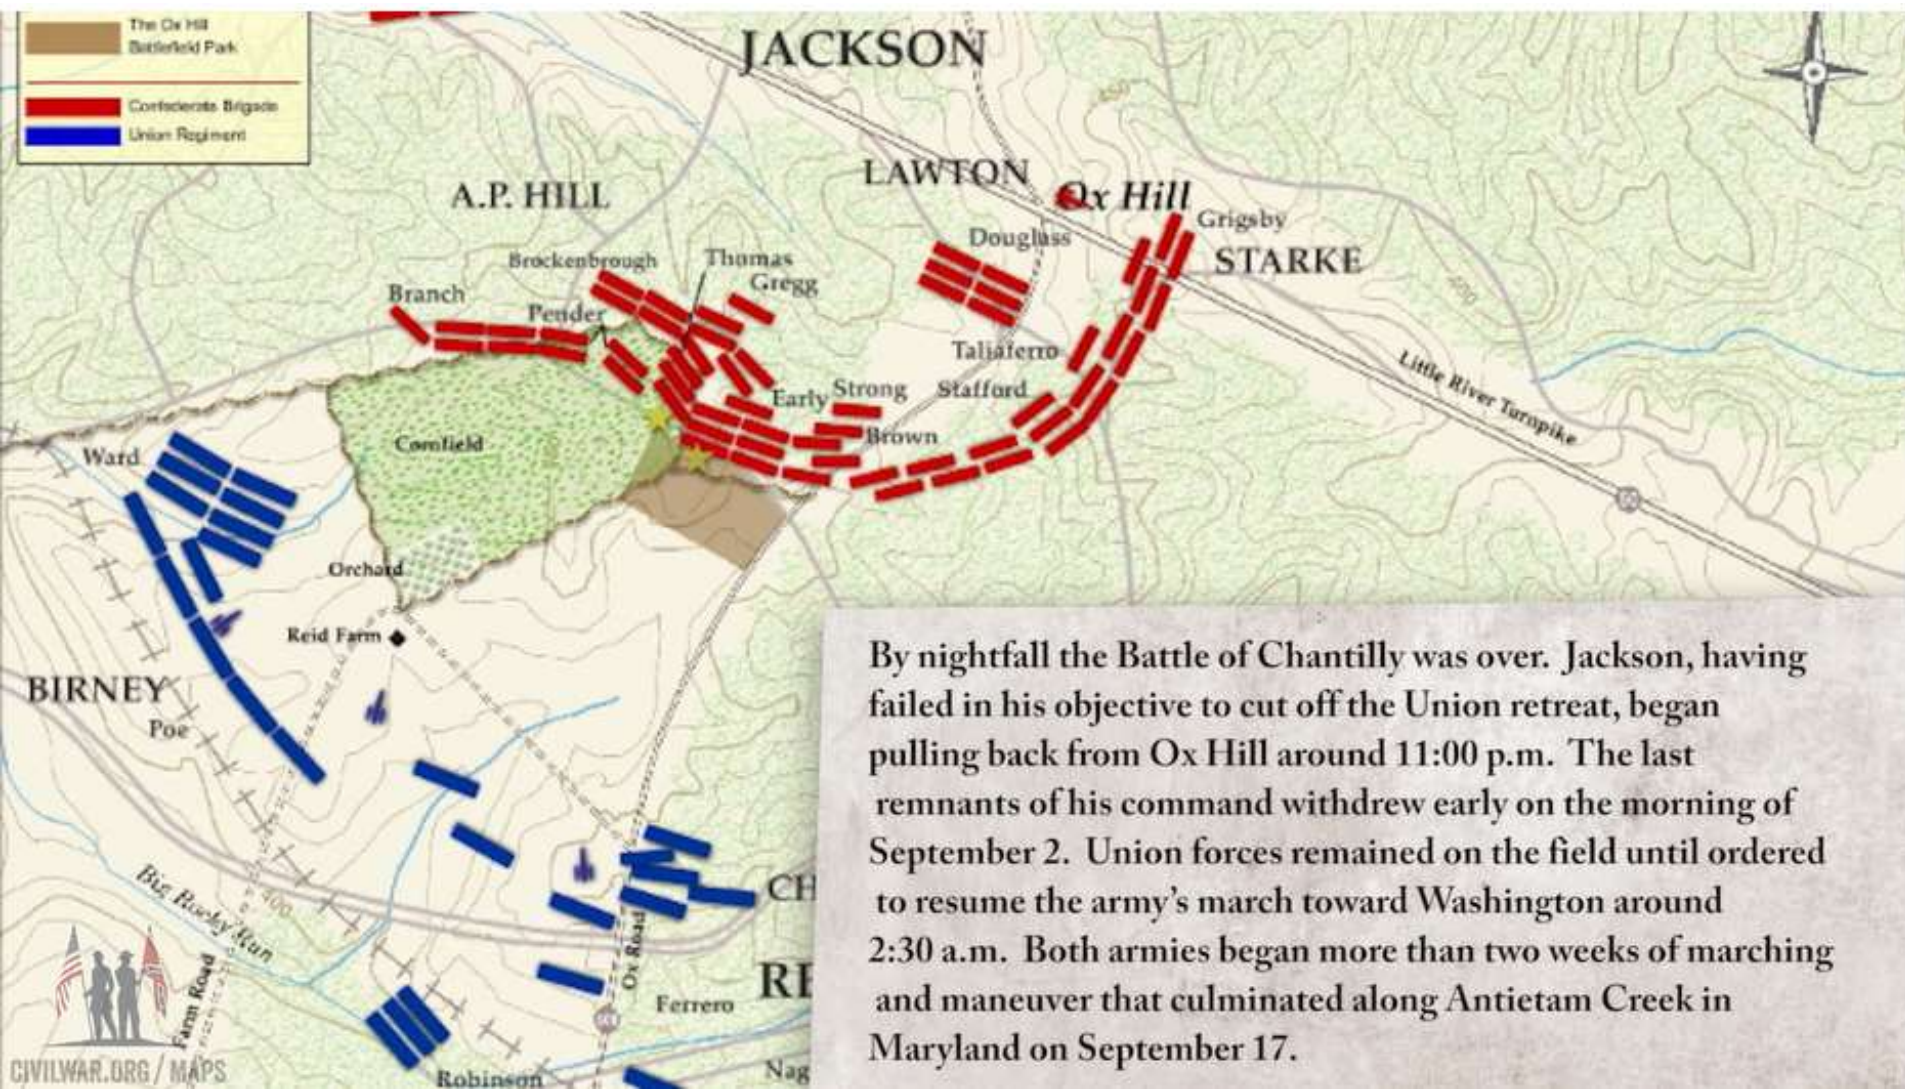 The Ox Hill
Battlefield Park
Confederate Brigade
Union Regiment
JACKSON
LAWTON
Ox Hill
A.P. HILL
Grigsby
STARKE
Douglass
Brockenbrough
Thomas
Gregg
Branch
Pender
Taliaferro
Early
Strong
Stafford
Brown
Little River Turnpike
Ward
Cornfield
Orchard
Reid Farm
BIRNEY
Poe
Big Rocky Run
400
400
Farm Road
Ox Road
CH
RE
Ferrero
Robinson
Nag
By nightfall the Battle of Chantilly was over. Jackson, having
failed in his objective to cut off the Union retreat, began
pulling back from Ox Hill around 11:00 p.m. The last
remnants of his command withdrew early on the morning of
September 2. Union forces remained on the field until ordered
to resume the army's march toward Washington around
2:30 a.m. Both armies began more than two weeks of marching
and maneuver that culminated along Antietam Creek in
Maryland on September 17.
CIVILWAR.ORG / MAPS